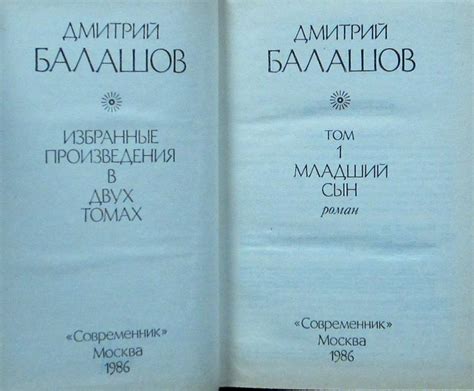 ДМИТРИЙ
БАЛАШОВ
ИЗБРАННЫЕ
ПРОИЗВЕДЕНИЯ
В
ДВУХ
ТОМАХ
«Современник»
Москва
1986
ДМИТРИЙ
БАЛАШОВ
ТОМ
1
МЛАДШИЙ
СЫН
роман
«Современник»
Москва
1986